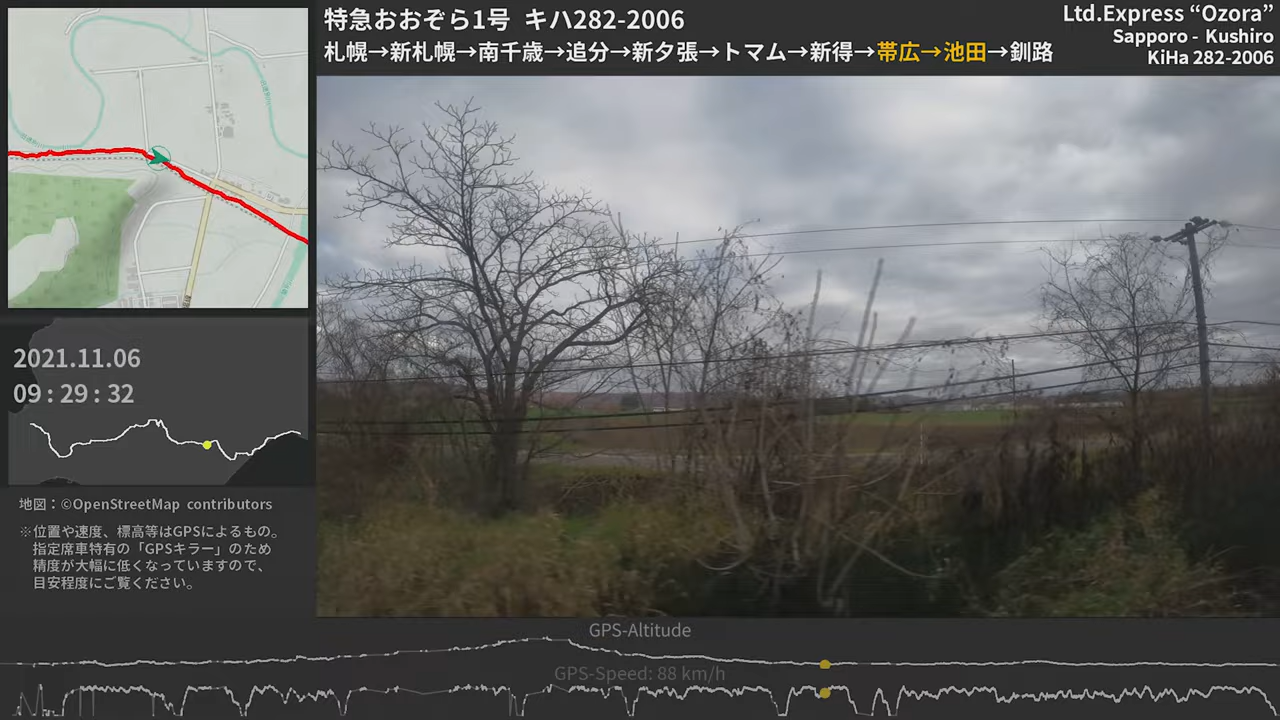 特急おおぞら1号 キハ282-2006
札幌→新札幌→南千歳→追分→新夕張→トマム→新得→帯広→池田→釧路
Ltd.Express “Ozora”
Sapporo - Kushiro
KiHa 282-2006
2021.11.06
09:29:32
地図：©OpenStreetMap contributors
※位置や速度、標高等はGPSによるもの。
指定席車特有の「GPSキラー」のため
精度が大幅に低くなっていますので、
目安程度にご覧ください。
GPS-Altitude
GPS-Speed: 88 km/h